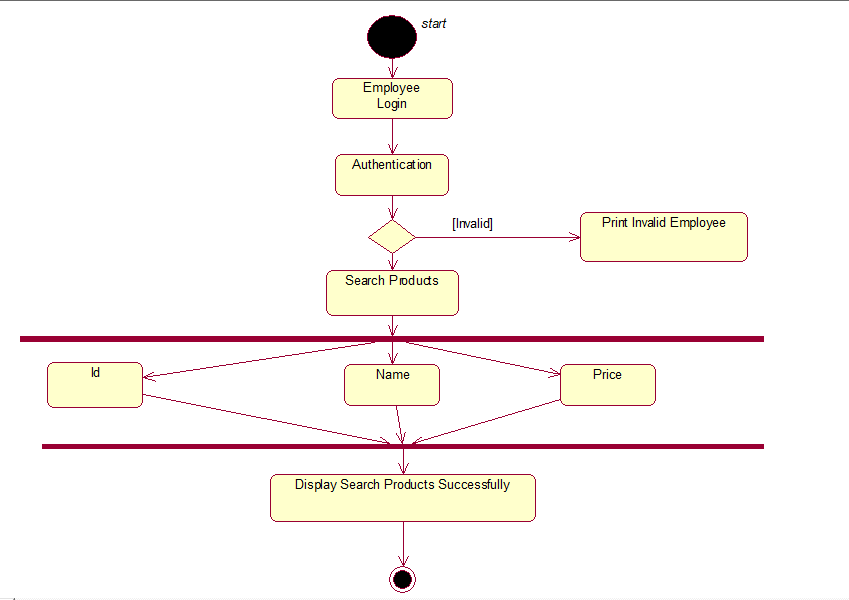 start
Employee
Login
Authentication
[Invalid]
Print Invalid Employee
Search Products
Id
Name
Price
Display Search Products Successfully